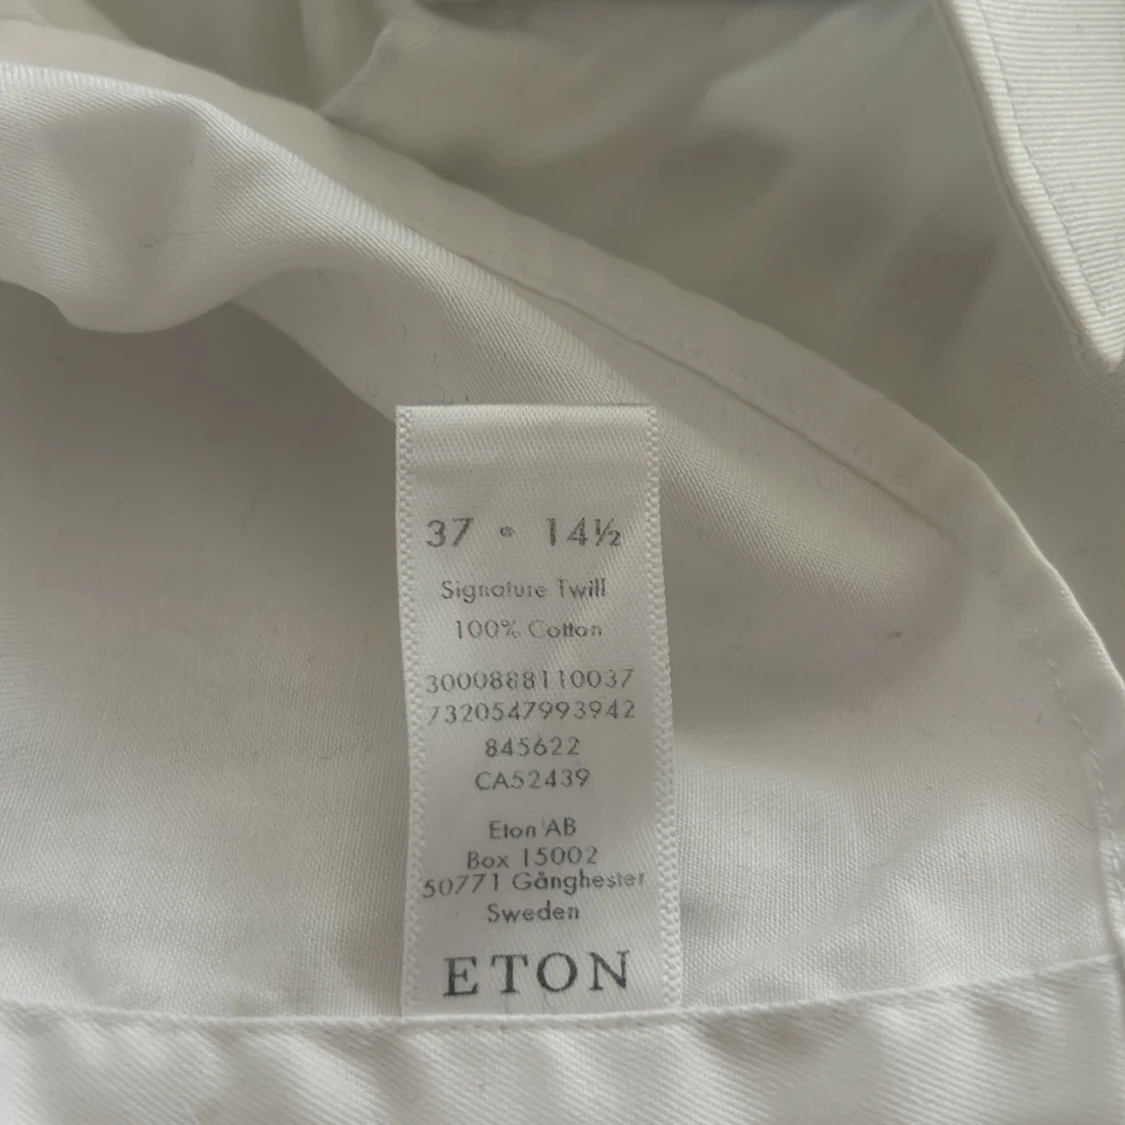 37 • 14½
Signature Twill
100% Cotton
3000888110037
7320547993942
845622
CA52439
Eton AB
Box 15002
50771 Gånghester
Sweden
ETON